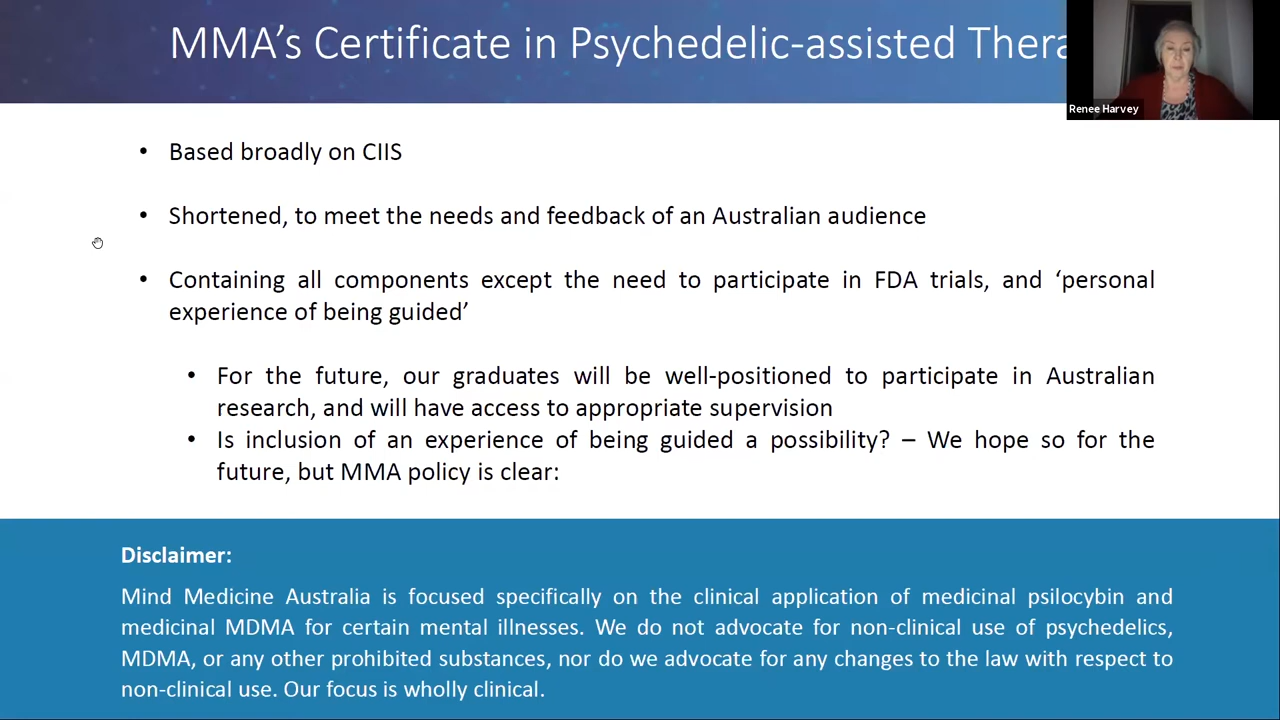 MMA’s Certificate in Psychedelic-assisted Thera
Renee Harvey
• Based broadly on CIIS
• Shortened, to meet the needs and feedback of an Australian audience
• Containing all components except the need to participate in FDA trials, and ‘personal
experience of being guided’
• For the future, our graduates will be well-positioned to participate in Australian
research, and will have access to appropriate supervision
• Is inclusion of an experience of being guided a possibility? – We hope so for the
future, but MMA policy is clear:
Disclaimer:
Mind Medicine Australia is focused specifically on the clinical application of medicinal psilocybin and
medicinal MDMA for certain mental illnesses. We do not advocate for non-clinical use of psychedelics,
MDMA, or any other prohibited substances, nor do we advocate for any changes to the law with respect to
non-clinical use. Our focus is wholly clinical.